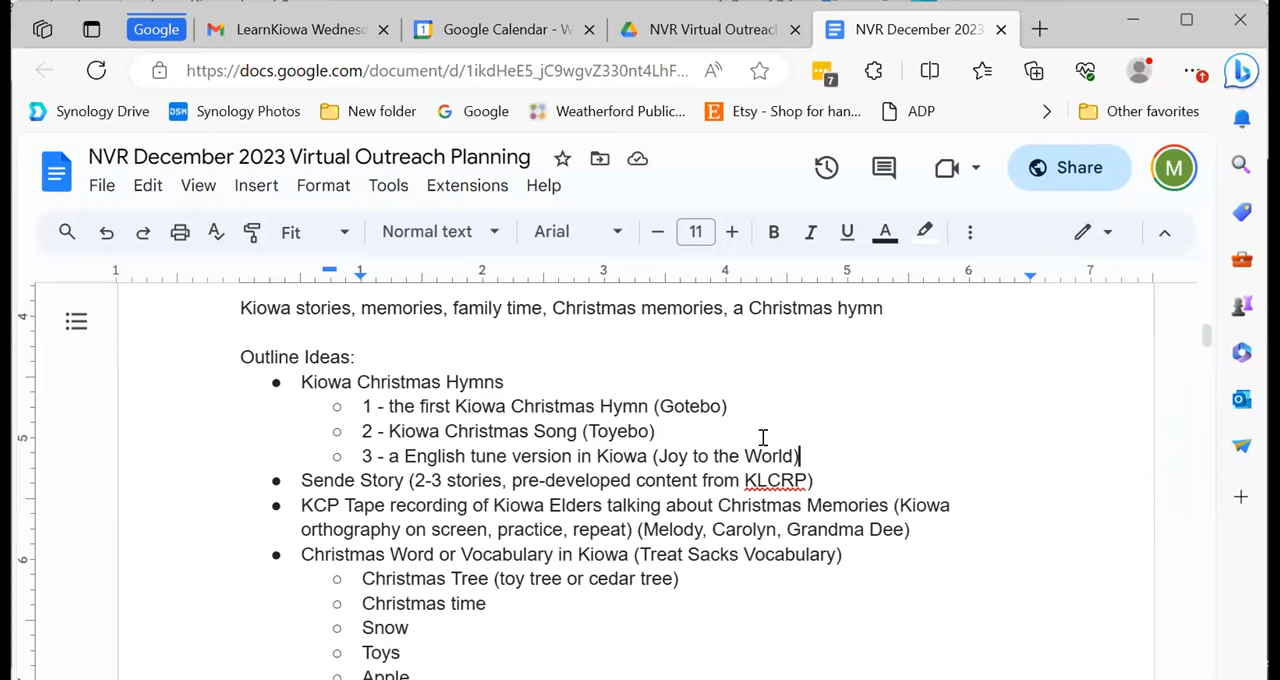 Google
LearnKiowa Wednesd
1
Google Calendar - W
NVR Virtual Outreac
NVR December 2023
https://docs.google.com/document/d/1ikdHeE5_jC9wgvZ330nt4LhF...
7
Synology Drive
DSM
Synology Photos
New folder
Google
Weatherford Public...
E
Etsy - Shop for han...
ADP
Other favorites
NVR December 2023 Virtual Outreach Planning
File Edit View Insert Format Tools Extensions Help
Share
M
Fit
Normal text
Arial
11
B I U A
1 1 2 3 4 5 6 7
4
Kiowa stories, memories, family time, Christmas memories, a Christmas hymn
Outline Ideas:
● Kiowa Christmas Hymns
○ 1 - the first Kiowa Christmas Hymn (Gotebo)
5
○ 2 - Kiowa Christmas Song (Toyebo)
○ 3 - a English tune version in Kiowa (Joy to the World)
● Sende Story (2-3 stories, pre-developed content from KLCRP)
● KCP Tape recording of Kiowa Elders talking about Christmas Memories (Kiowa
orthography on screen, practice, repeat) (Melody, Carolyn, Grandma Dee)
● Christmas Word or Vocabulary in Kiowa (Treat Sacks Vocabulary)
6
○ Christmas Tree (toy tree or cedar tree)
○ Christmas time
○ Snow
○ Toys
Apple